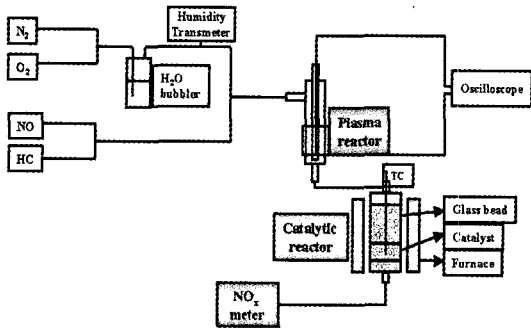 Humidity
Transmeter
N₂
O₂
H₂O
bubbler
NO
HC
Plasma
reactor
Oscilloscope
TC
Catalytic
reactor
Glass bead
Catalyst
Furnace
NOₓ
meter